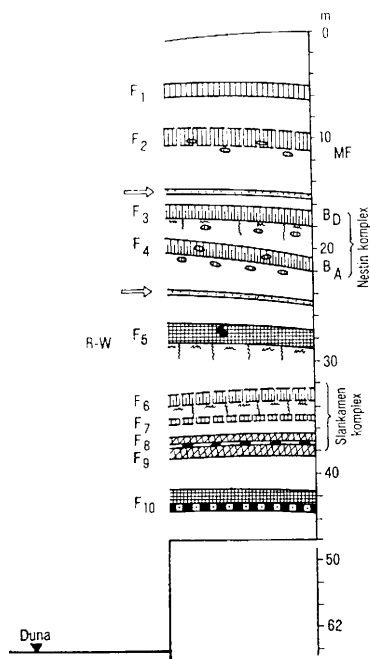 m
0
F1
F2
10
MF
F3
BD
20
F4
BA
Nestin komplex
R-W
F5
30
F6
F7
F8
F9
Slankamen
komplex
40
F10
50
62
Duna